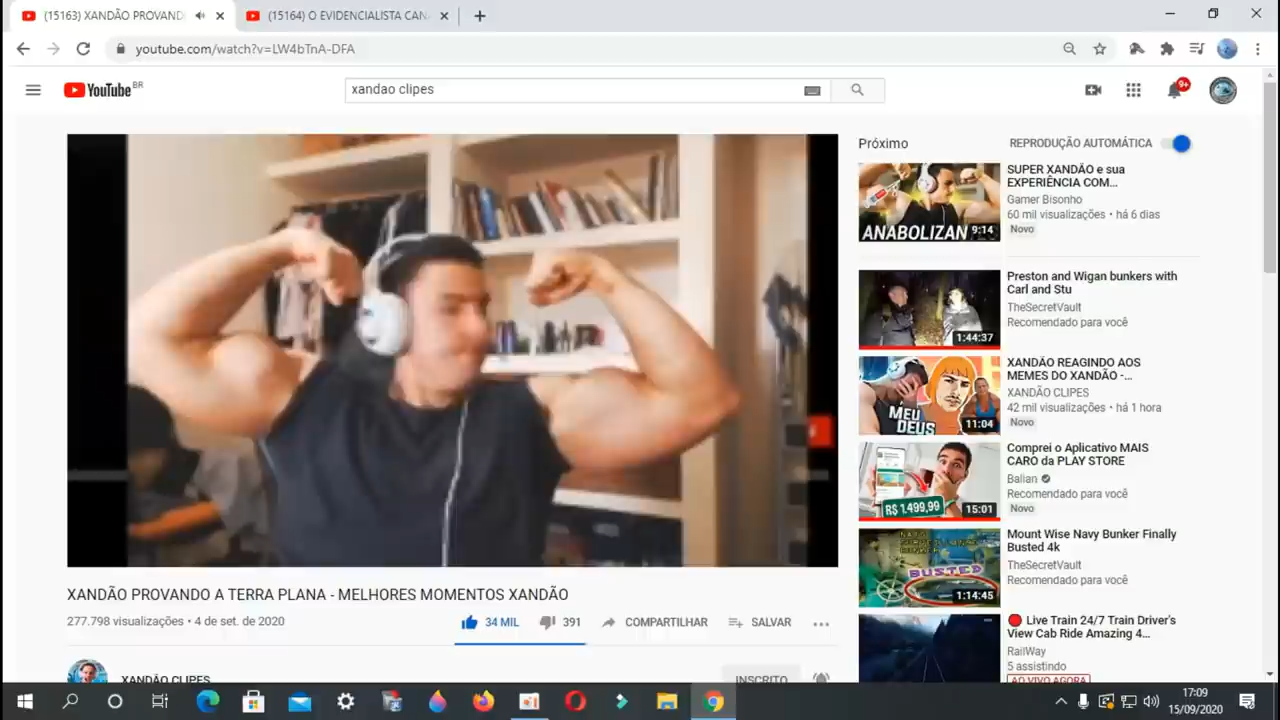 (15163) XANDÃO PROVAND
(15164) O EVIDENCIALISTA CAN
youtube.com/watch?v=LW4bTnA-DFA
YouTube BR
xandao clipes
9+
Próximo
REPRODUÇÃO AUTOMÁTICA
ANABOLIZAN
9:14
SUPER XANDÃO e sua
EXPERIÊNCIA COM...
Gamer Bisonho
60 mil visualizações • há 6 dias
Novo
1:44:37
Preston and Wigan bunkers with
Carl and Stu
TheSecretVault
Recomendado para você
MEU
DEUS
11:04
XANDÃO REAGINDO AOS
MEMES DO XANDÃO -...
XANDÃO CLIPES
42 mil visualizações • há 1 hora
Novo
R$ 1.499,99
15:01
Comprei o Aplicativo MAIS
CARO da PLAY STORE
Balian
Recomendado para você
Novo
BUSTED
1:14:45
Mount Wise Navy Bunker Finally
Busted 4k
TheSecretVault
Recomendado para você
Live Train 24/7 Train Driver's
View Cab Ride Amazing 4...
RailWay
5 assistindo
AO VIVO AGORA
XANDÃO PROVANDO A TERRA PLANA - MELHORES MOMENTOS XANDÃO
277.798 visualizações • 4 de set. de 2020
34 MIL
391
COMPARTILHAR
SALVAR
XANDÃO CLIPES
INSCRITO
17:09
15/09/2020